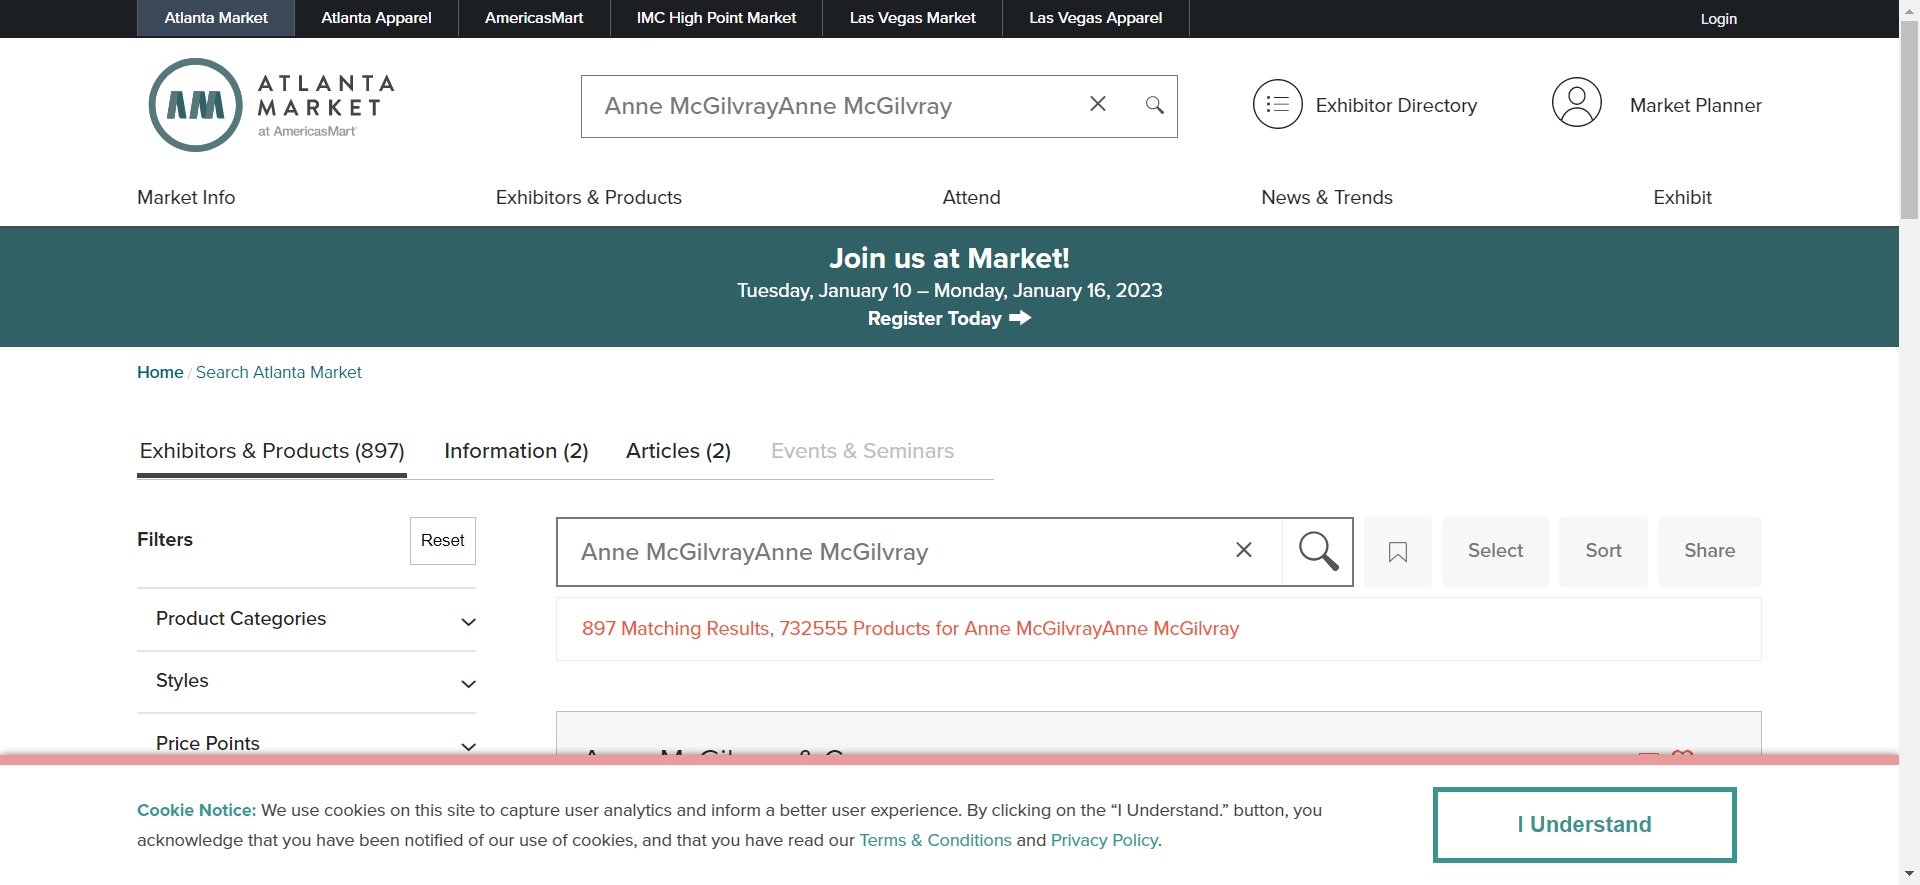 Atlanta Market
Atlanta Apparel
AmericasMart
IMC High Point Market
Las Vegas Market
Las Vegas Apparel
Login
AM
ATLANTA
MARKET
at AmericasMart
Anne McGilvrayAnne McGilvray
Exhibitor Directory
Market Planner
Market Info
Exhibitors & Products
Attend
News & Trends
Exhibit
Join us at Market!
Tuesday, January 10 – Monday, January 16, 2023
Register Today
Home / Search Atlanta Market
Exhibitors & Products (897)
Information (2)
Articles (2)
Events & Seminars
Filters
Reset
Anne McGilvrayAnne McGilvray
Select
Sort
Share
897 Matching Results, 732555 Products for Anne McGilvrayAnne McGilvray
Product Categories
Styles
Price Points
Cookie Notice: We use cookies on this site to capture user analytics and inform a better user experience. By clicking on the “I Understand.” button, you
acknowledge that you have been notified of our use of cookies, and that you have read our Terms & Conditions and Privacy Policy.
I Understand